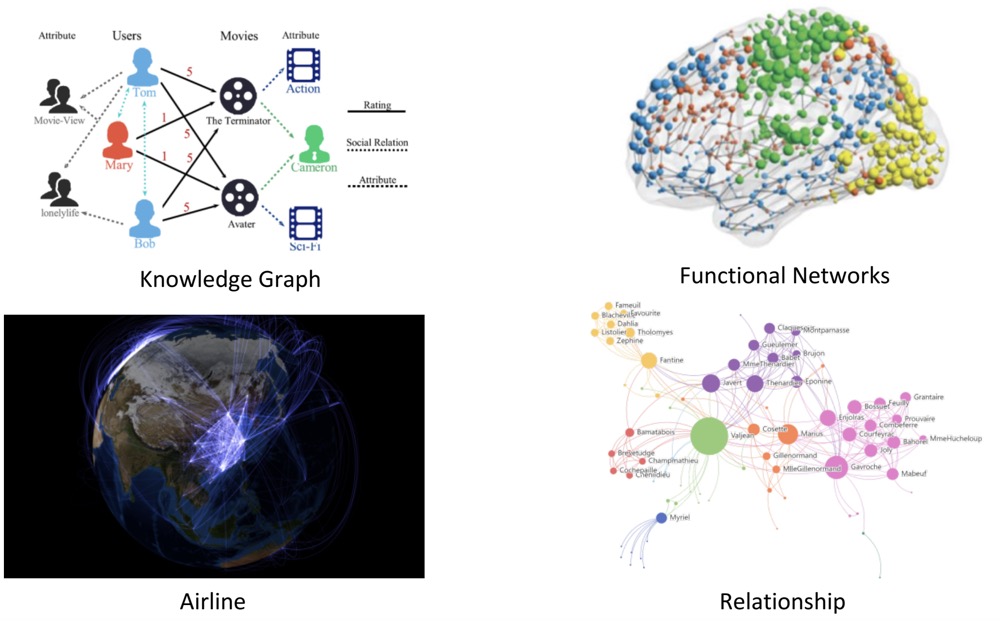 Attribute Users Movies Attribute
Tom
5
Action
Movie-View
1
The Terminator
Rating
5
Mary
Social Relation
1
5
Cameron
Attribute
lonelylife
5
Avater
Bob
Sci-Fi
Knowledge Graph
Functional Networks
Airline
Fameuil
Favourite
Blacheville
Dahlia
Listolier
Tholomyes
Zephine
Fantine
Claquesous
Montparnasse
Gueulemer
Babet
Brujon
MmeThenardier
Javert
Thenardier
Eponine
Grantaire
Feuilly
Bossuet
Enjolras
Prouvaire
Combeferre
Bamatabois
Valjean
Cosette
Marius
Courfeyrac
Bahorel
MmeHucheloup
Joly
Brevet
Judge
Champmathieu
Gillenormand
MlleGillenormand
Gavroche
Mabeuf
Cochepaille
Chenildieu
Myriel
Relationship